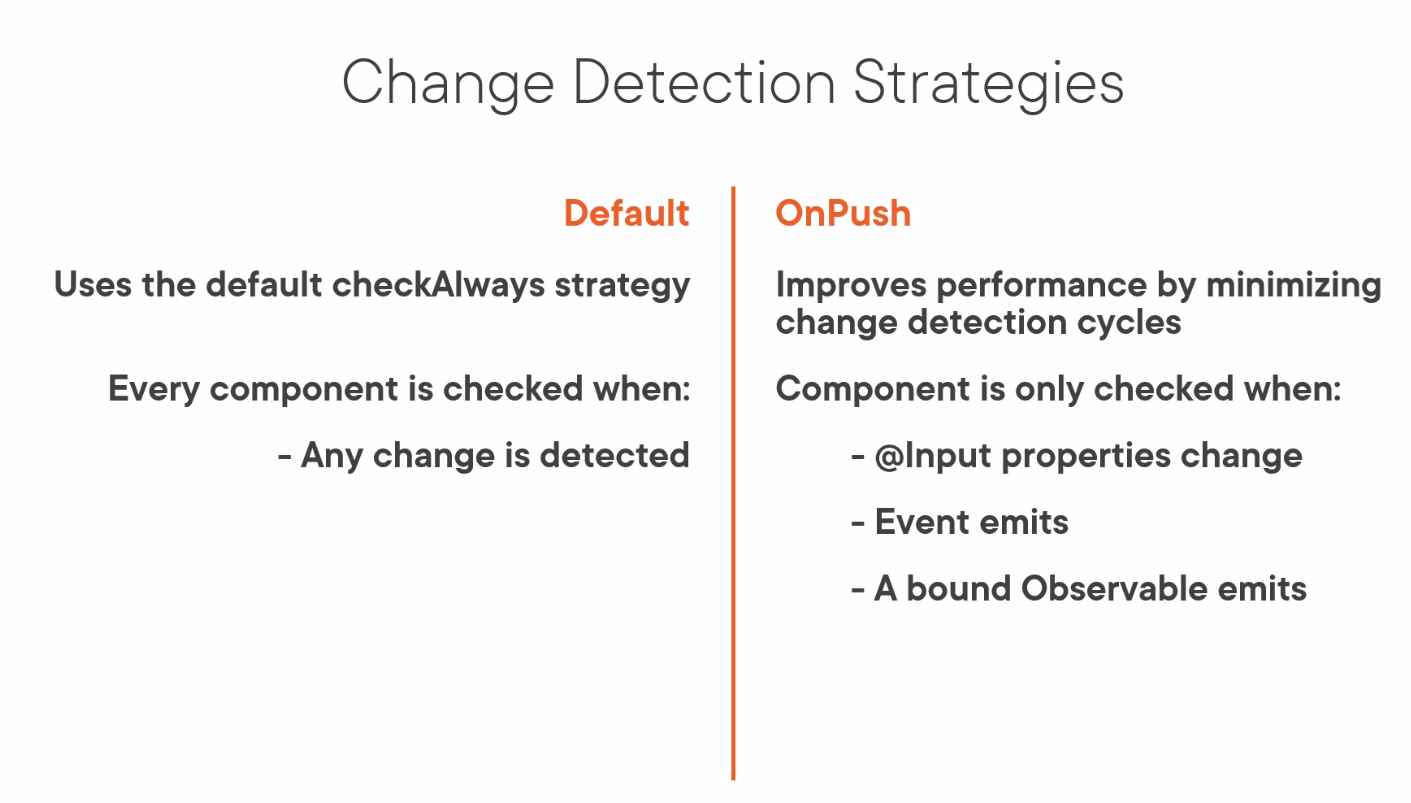 Change Detection Strategies
Default
Uses the default checkAlways strategy
Every component is checked when:
- Any change is detected
OnPush
Improves performance by minimizing
change detection cycles
Component is only checked when:
- @Input properties change
- Event emits
- A bound Observable emits